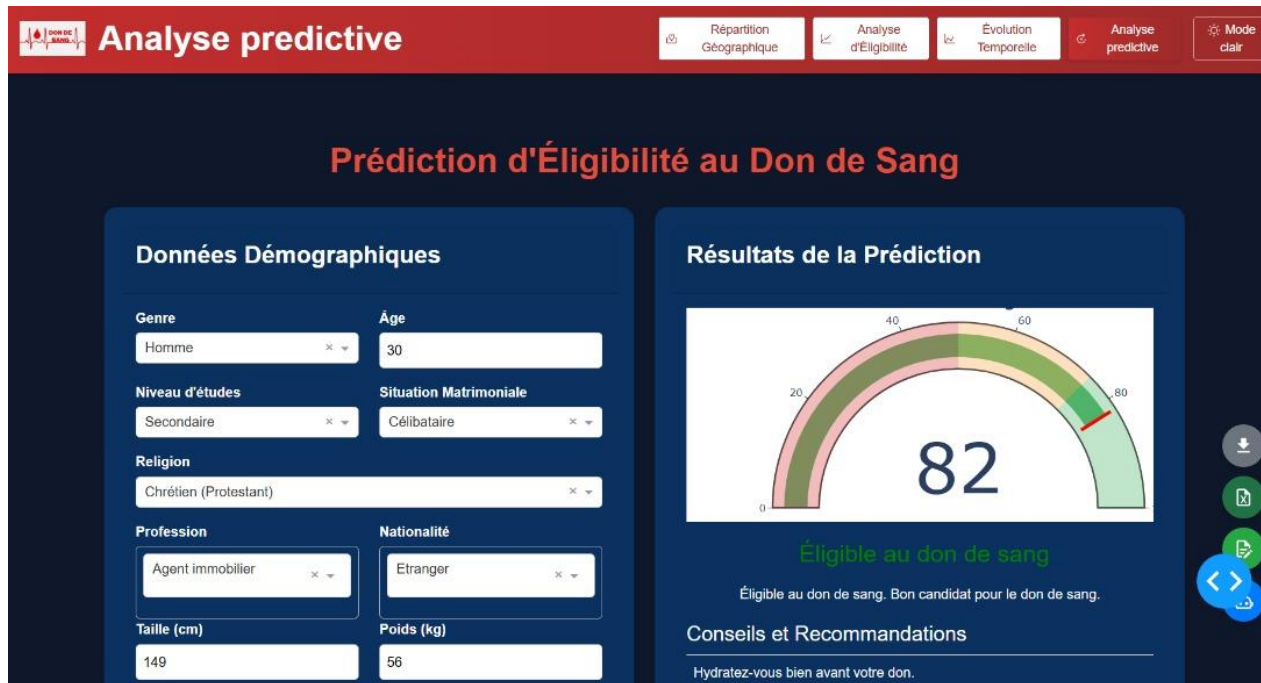 DON DE
SANG
Analyse predictive
Répartition
Géographique
Analyse
d'Éligibilité
Évolution
Temporelle
Analyse
predictive
Mode
clair
Prédiction d'Éligibilité au Don de Sang
Données Démographiques
Genre
Âge
Homme
30
Niveau d'études
Situation Matrimoniale
Secondaire
Célibataire
Religion
Chrétien (Protestant)
Profession
Nationalité
Agent immobilier
Etranger
Taille (cm)
Poids (kg)
149
56
Résultats de la Prédiction
0
20
40
60
80
82
Éligible au don de sang
Éligible au don de sang. Bon candidat pour le don de sang.
Conseils et Recommandations
Hydratez-vous bien avant votre don.